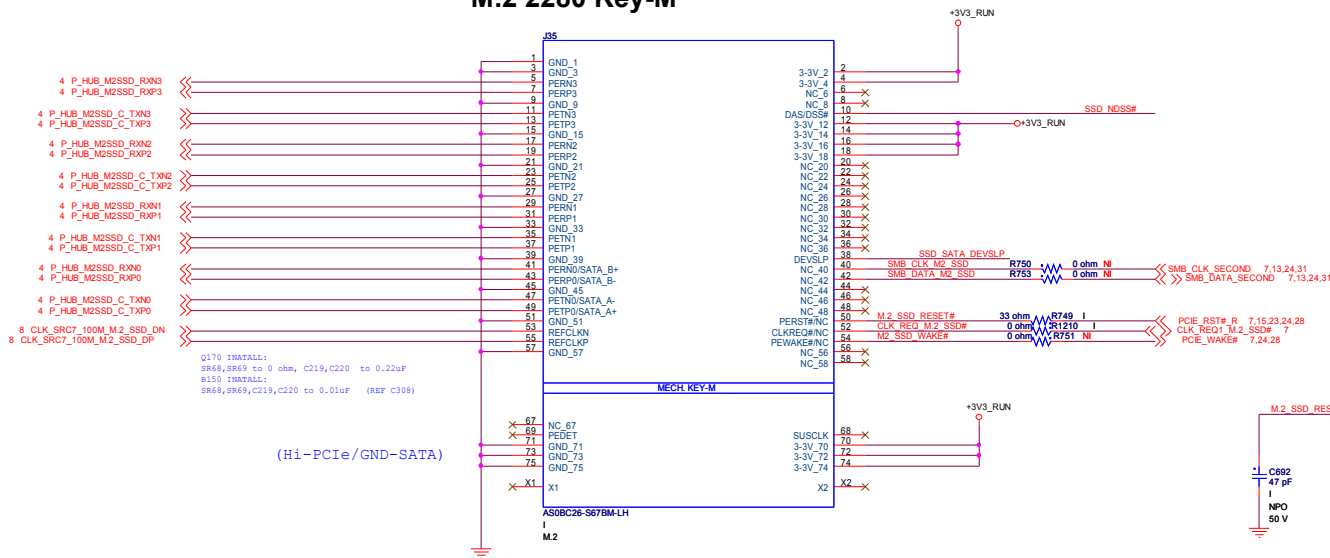 M.2 2280 Key-M
+3V3_RUN
J35
1 GND_1
3 GND_3 3-3V_2 2
4 P_HUB_M2SSD_RXN3 5 PERN3 3-3V_4 4
4 P_HUB_M2SSD_RXP3 7 PERP3 NC_6 6
9 GND_9 NC_8 8
4 P_HUB_M2SSD_C_TXN3 11 PETN3 DAS/DSS# 10 SSD_NDSS#
4 P_HUB_M2SSD_C_TXP3 13 PETP3 3-3V_12 12 +3V3_RUN
15 GND_15 3-3V_14 14
4 P_HUB_M2SSD_RXN2 17 PERN2 3-3V_16 16
4 P_HUB_M2SSD_RXP2 19 PERP2 3-3V_18 18
21 GND_21 NC_20 20
4 P_HUB_M2SSD_C_TXN2 23 PETN2 NC_22 22
4 P_HUB_M2SSD_C_TXP2 25 PETP2 NC_24 24
27 GND_27 NC_26 26
4 P_HUB_M2SSD_RXN1 29 PERN1 NC_28 28
4 P_HUB_M2SSD_RXP1 31 PERP1 NC_30 30
33 GND_33 NC_32 32
4 P_HUB_M2SSD_C_TXN1 35 PETN1 NC_34 34
4 P_HUB_M2SSD_C_TXP1 37 PETP1 NC_36 36
39 GND_39 DEVSLP 38 SSD_SATA_DEVSLP
4 P_HUB_M2SSD_RXN0 41 PERN0/SATA_B+ NC_40 40 SMB_CLK_M2_SSD R750 0 ohm NI SMB_CLK_SECOND 7,13,24,31
4 P_HUB_M2SSD_RXP0 43 PERP0/SATA_B- NC_42 42 SMB_DATA_M2_SSD R753 0 ohm NI SMB_DATA_SECOND 7,13,24,31
45 GND_45 NC_44 44
4 P_HUB_M2SSD_C_TXN0 47 PETN0/SATA_A- NC_46 46
4 P_HUB_M2SSD_C_TXP0 49 PETP0/SATA_A+ NC_48 48
51 GND_51 PERST#/NC 50 M.2_SSD_RESET# 33 ohm R749 I PCIE_RST#_R 7,15,23,24,28
8 CLK_SRC7_100M_M.2_SSD_DN 53 REFCLKN CLKREQ#/NC 52 CLK_REQ_M.2_SSD# 0 ohm R1210 I CLK_REQ1_M.2_SSD# 7
8 CLK_SRC7_100M_M.2_SSD_DP 55 REFCLKP PEWAKE#/NC 54 M2_SSD_WAKE# 0 ohm R751 NI PCIE_WAKE# 7,24,28
57 GND_57 NC_56 56
NC_58 58
Q170 INATALL:
SR68,SR69 to 0 ohm, C219,C220 to 0.22uF
B150 INATALL:
SR68,SR69,C219,C220 to 0.01uF (REF C308)
MECH. KEY-M
+3V3_RUN
M.2_SSD_RES
67 NC_67
69 PEDET SUSCLK 68
71 GND_71 3-3V_70 70
73 GND_73 3-3V_72 72
75 GND_75 3-3V_74 74
(Hi-PCIe/GND-SATA)
X1 X1 X2 X2
AS0BC26-S67BM-LH
I
M.2
C692
47 pF
I
NPO
50 V